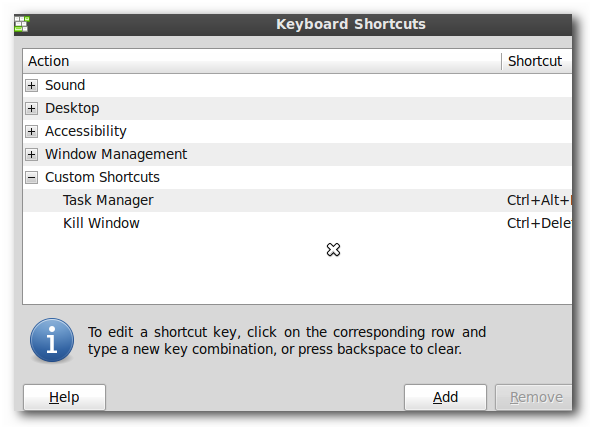 Keyboard Shortcuts
Action Shortcut
Sound
Desktop
Accessibility
Window Management
Custom Shortcuts
Task Manager Ctrl+Alt+
Kill Window Ctrl+Dele
To edit a shortcut key, click on the corresponding row and
type a new key combination, or press backspace to clear.
Help Add Remove